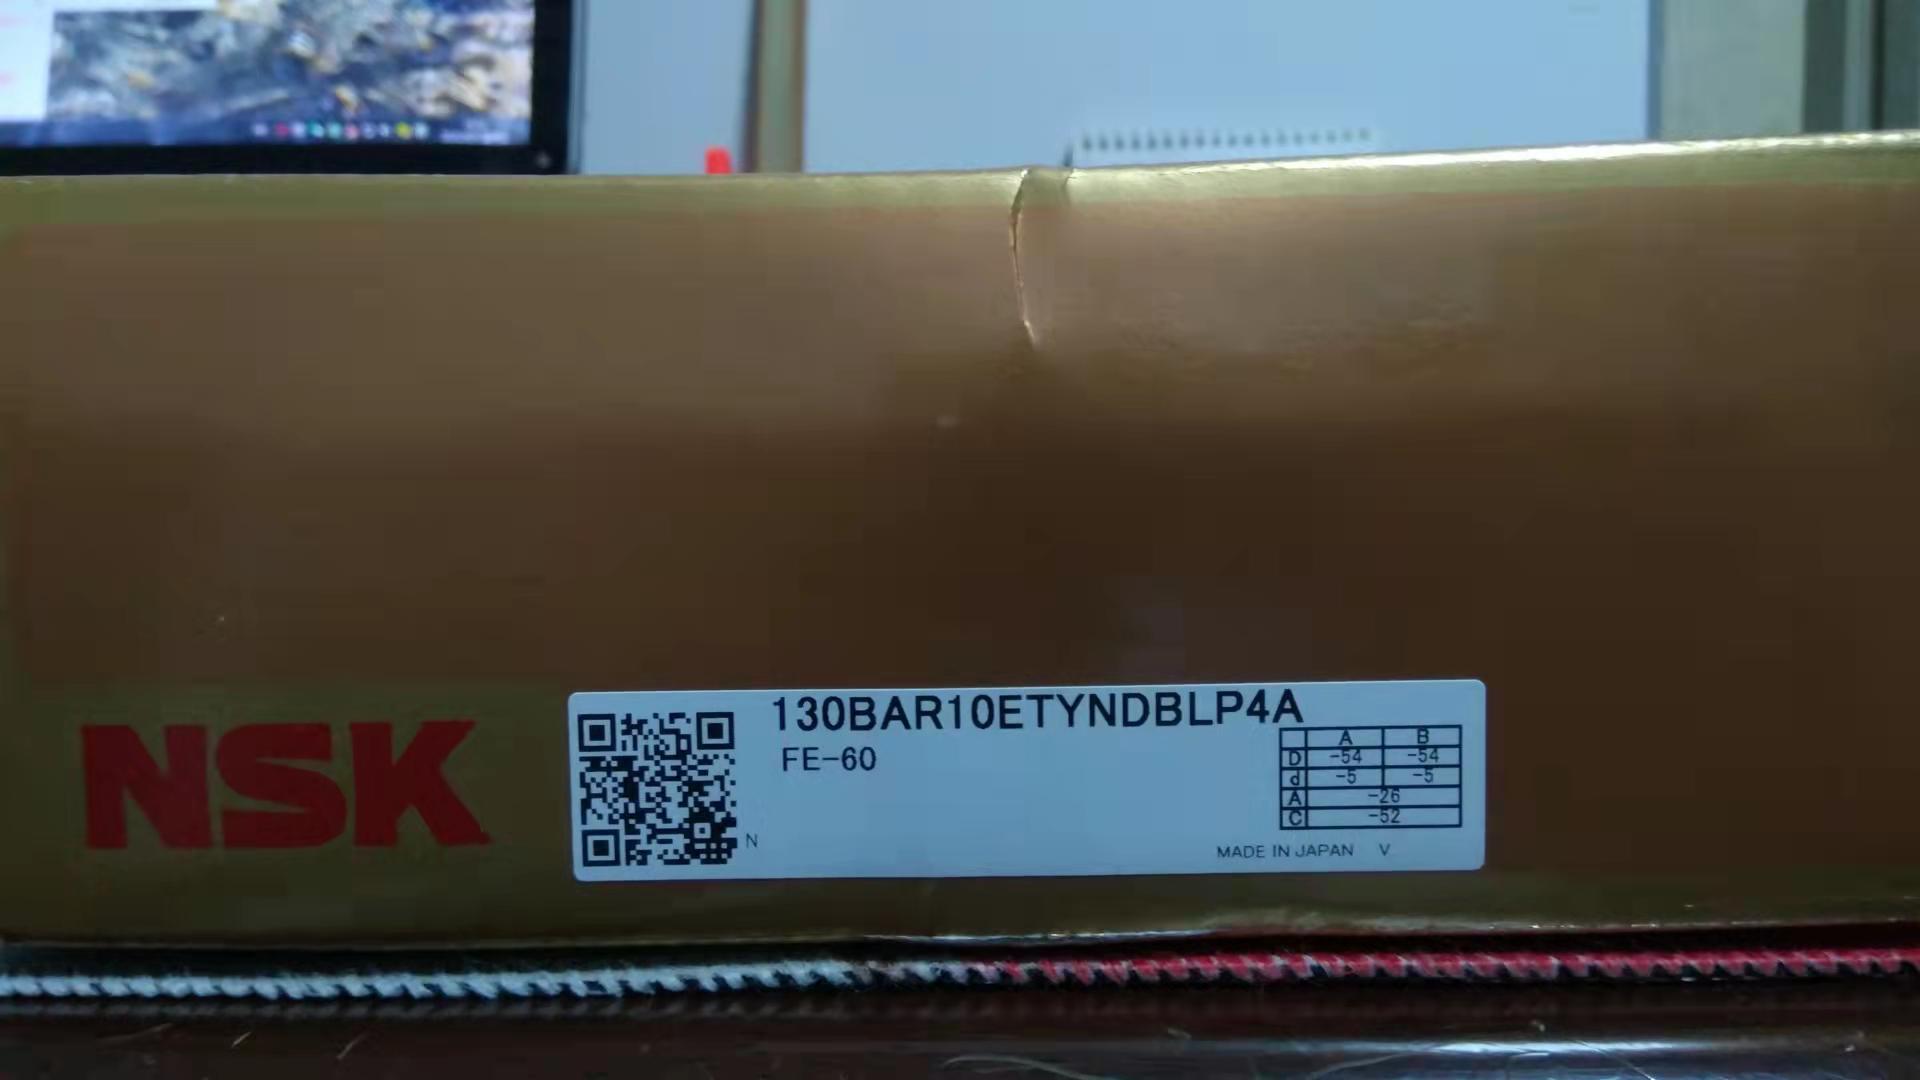 NSK
130BAR10ETYNDBLP4A
FE-60
A B
D -54 -54
d -5 -5
A -26
C -52
N
MADE IN JAPAN V